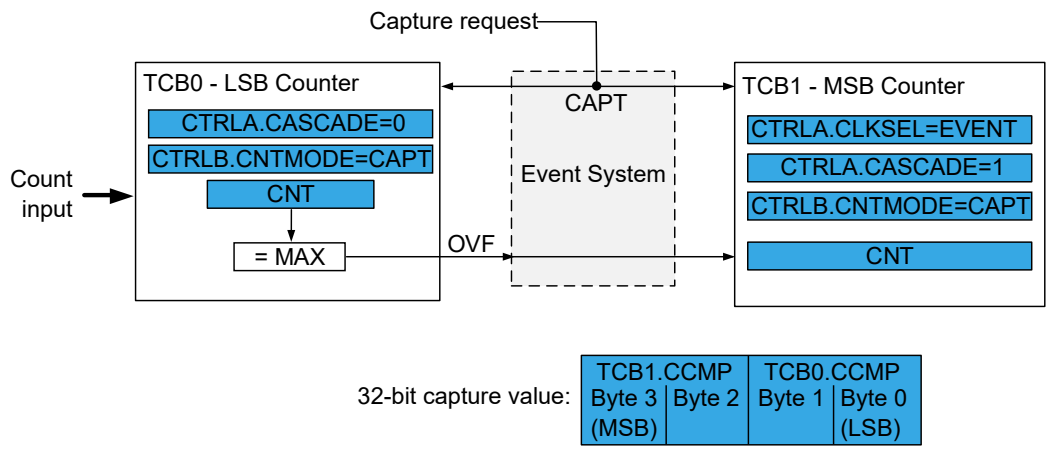 Capture request
TCB0 - LSB Counter
CTRLA.CASCADE=0
CTRLB.CNTMODE=CAPT
CNT
= MAX
Count
input
OVF
CAPT
Event System
TCB1 - MSB Counter
CTRLA.CLKSEL=EVENT
CTRLA.CASCADE=1
CTRLB.CNTMODE=CAPT
CNT
32-bit capture value:
TCB1.CCMP TCB0.CCMP
Byte 3 Byte 2 Byte 1 Byte 0
(MSB) (LSB)